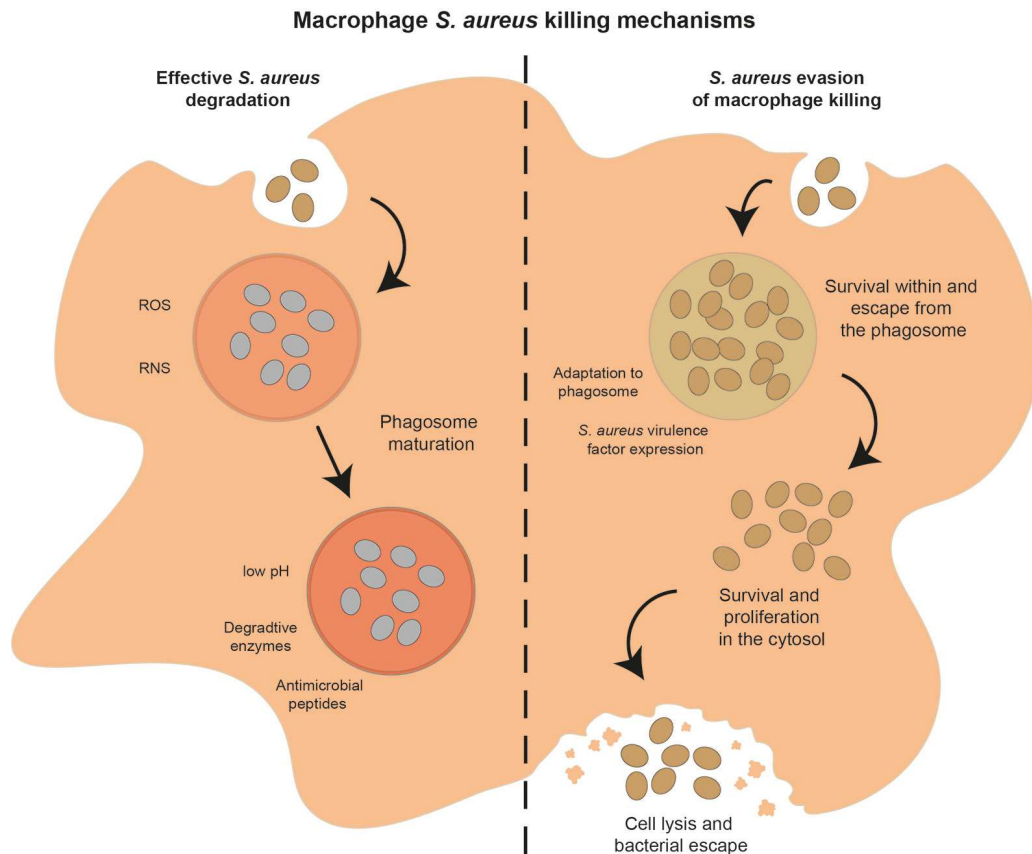 Macrophage S. aureus killing mechanisms
Effective S. aureus
degradation
S. aureus evasion
of macrophage killing
ROS
RNS
Phagosome
maturation
low pH
Degradtive
enzymes
Antimicrobial
peptides
Survival within and
escape from
the phagosome
Adaptation to
phagosome
S. aureus virulence
factor expression
Survival and
proliferation
in the cytosol
Cell lysis and
bacterial escape